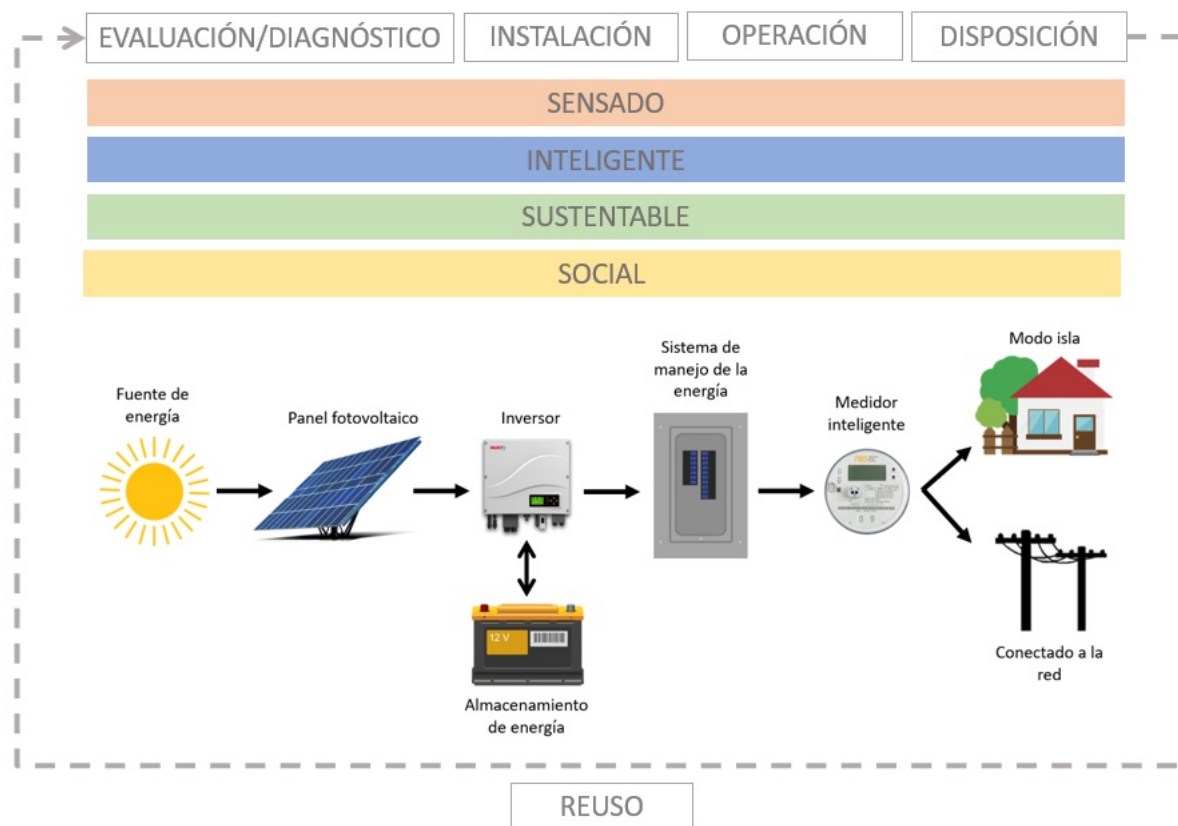 EVALUACIÓN/DIAGNÓSTICO
INSTALACIÓN
OPERACIÓN
DISPOSICIÓN
SENSADO
INTELIGENTE
SUSTENTABLE
SOCIAL
Fuente de
energía
Panel fotovoltaico
Inversor
Sistema de
manejo de la
energía
Medidor
inteligente
Modo isla
12 V
Almacenamiento
de energía
Conectado a la
red
REUSO